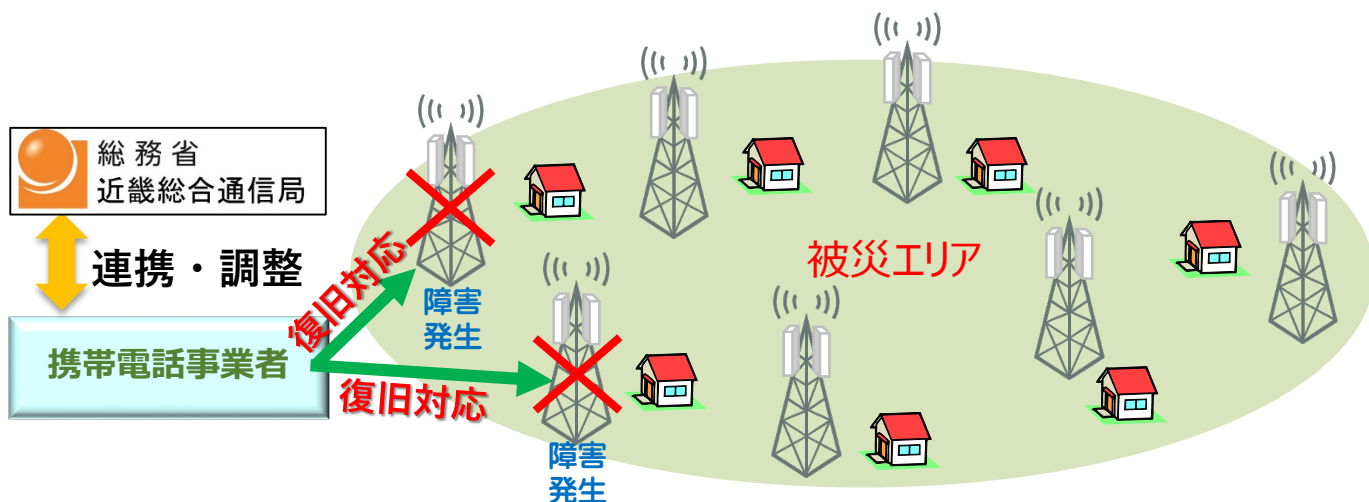 総務省
近畿総合通信局
連携・調整
携帯電話事業者
復旧対応
復旧対応
障害
発生
障害
発生
被災エリア